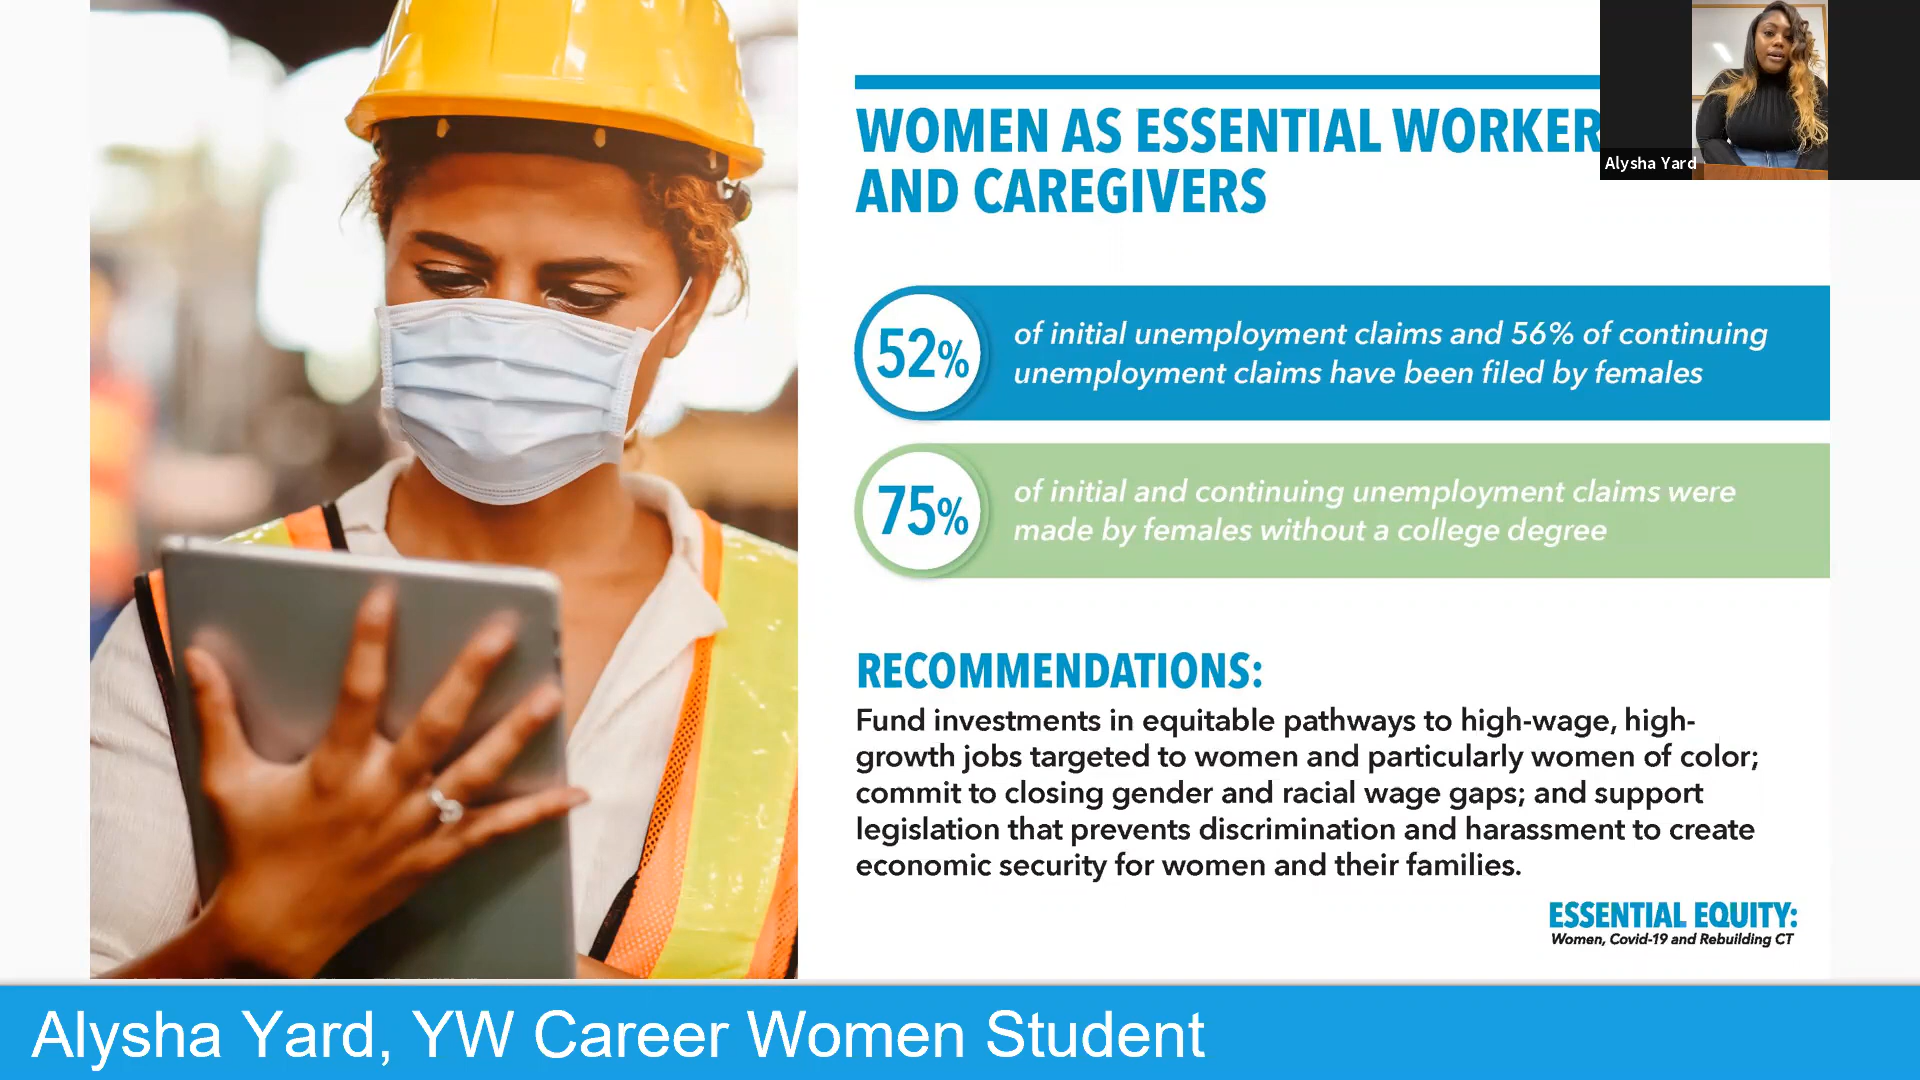 WOMEN AS ESSENTIAL WORKER
AND CAREGIVERS
Alysha Yard
52%
of initial unemployment claims and 56% of continuing
unemployment claims have been filed by females
75%
of initial and continuing unemployment claims were
made by females without a college degree
RECOMMENDATIONS:
Fund investments in equitable pathways to high-wage, high-
growth jobs targeted to women and particularly women of color;
commit to closing gender and racial wage gaps; and support
legislation that prevents discrimination and harassment to create
economic security for women and their families.
ESSENTIAL EQUITY:
Women, Covid-19 and Rebuilding CT
Alysha Yard, YW Career Women Student